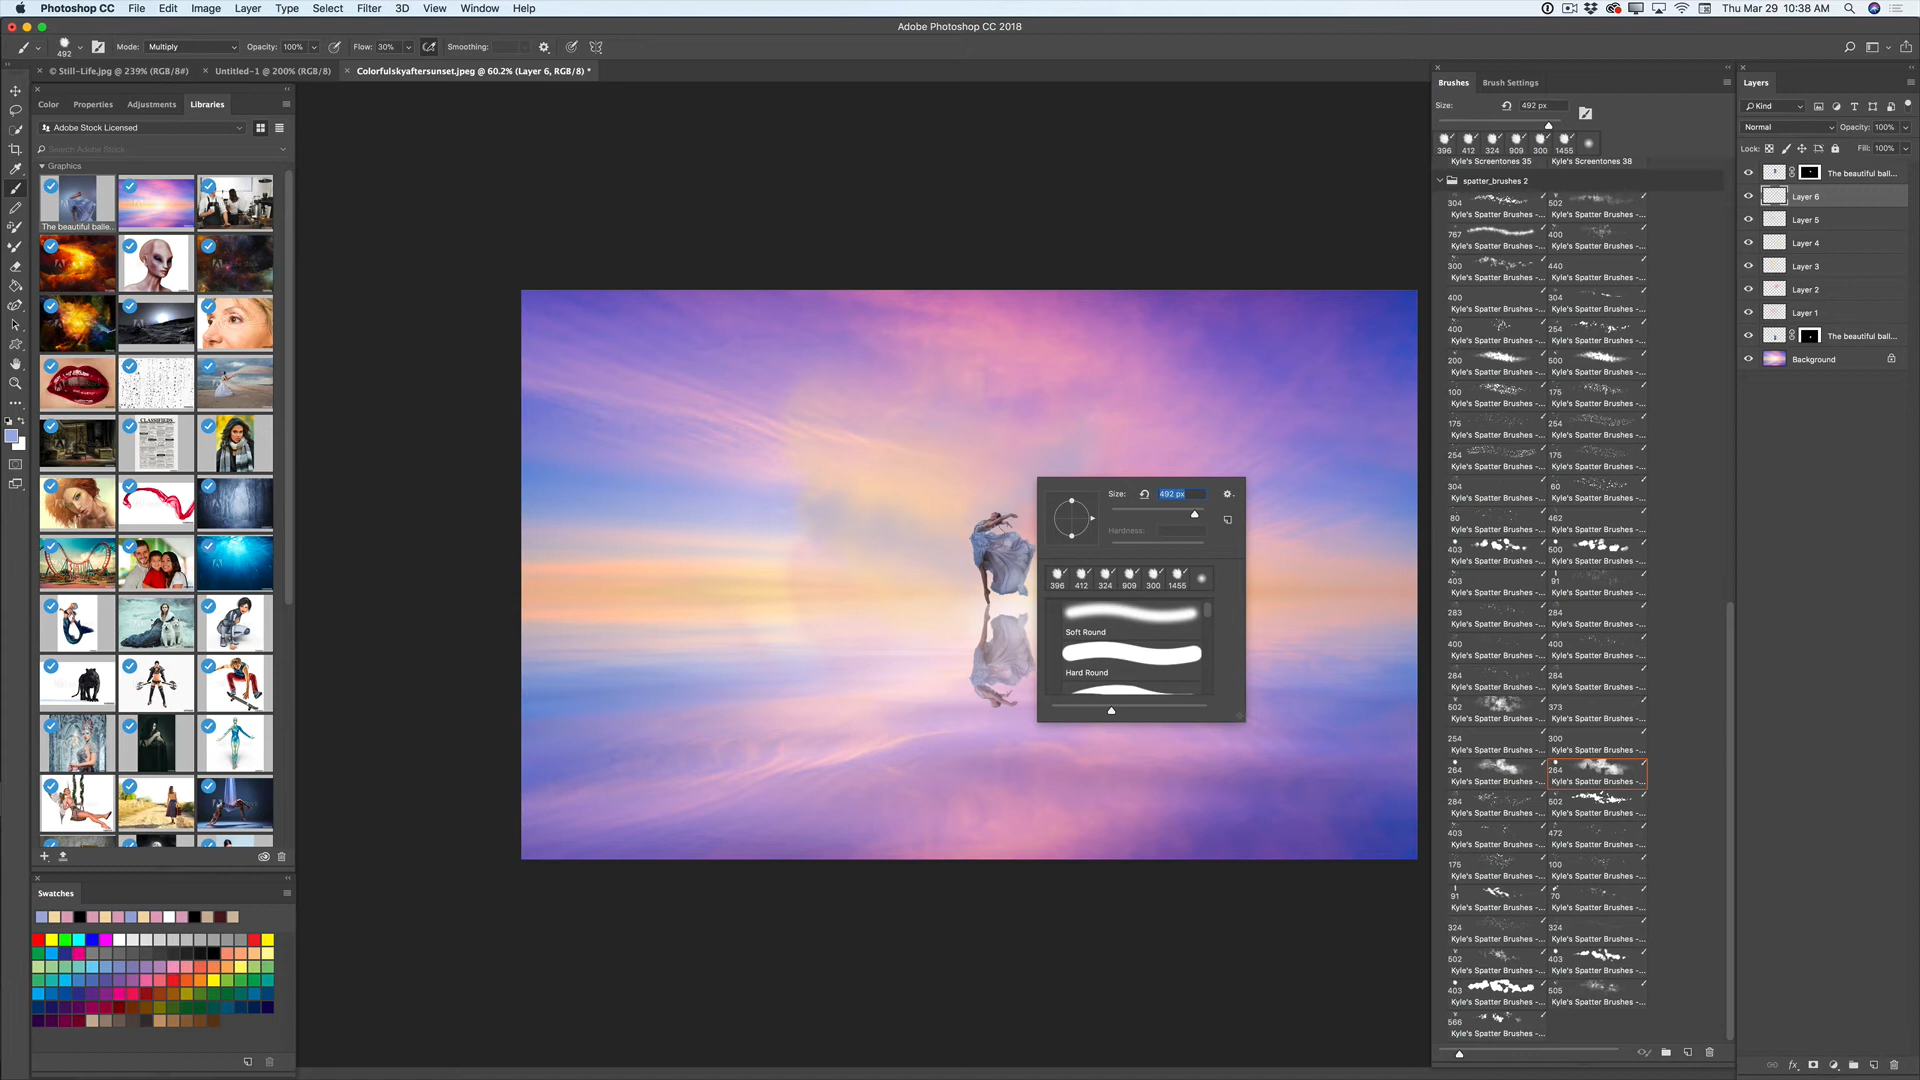 Photoshop CC File Edit Image Layer Type Select Filter 3D View Window Help Thu Mar 29 10:38 AM
Adobe Photoshop CC 2018
492 Mode: Multiply Opacity: 100% Flow: 30% Smoothing:
© Still-Life.jpg @ 239% (RGB/8#) Untitled-1 @ 200% (RGB/8) Colorfulskyaftersunset.jpeg @ 60.2% (Layer 6, RGB/8) *
Color Properties Adjustments Libraries
Adobe Stock Licensed
Search Adobe Stock
Graphics
The beautiful balle...
CLASSIFIEDS
Swatches
Size: 492 px
Hardness:
396 412 324 909 300 1455
Soft Round
Hard Round
Brushes Brush Settings
Size: 492 px
396 412 324 909 300 1455
Kyle's Screentones 35 Kyle's Screentones 38
spatter_brushes 2
304 502
Kyle's Spatter Brushes -... Kyle's Spatter Brushes -...
767 400
Kyle's Spatter Brushes -... Kyle's Spatter Brushes -...
300 440
Kyle's Spatter Brushes -... Kyle's Spatter Brushes -...
400 304
Kyle's Spatter Brushes -... Kyle's Spatter Brushes -...
400 254
Kyle's Spatter Brushes -... Kyle's Spatter Brushes -...
200 500
Kyle's Spatter Brushes -... Kyle's Spatter Brushes -...
100 175
Kyle's Spatter Brushes -... Kyle's Spatter Brushes -...
175 254
Kyle's Spatter Brushes -... Kyle's Spatter Brushes -...
254 175
Kyle's Spatter Brushes -... Kyle's Spatter Brushes -...
304 60
Kyle's Spatter Brushes -... Kyle's Spatter Brushes -...
80 462
Kyle's Spatter Brushes -... Kyle's Spatter Brushes -...
403 500
Kyle's Spatter Brushes -... Kyle's Spatter Brushes -...
403 91
Kyle's Spatter Brushes -... Kyle's Spatter Brushes -...
283 284
Kyle's Spatter Brushes -... Kyle's Spatter Brushes -...
400 400
Kyle's Spatter Brushes -... Kyle's Spatter Brushes -...
284 284
Kyle's Spatter Brushes -... Kyle's Spatter Brushes -...
502 373
Kyle's Spatter Brushes -... Kyle's Spatter Brushes -...
254 300
Kyle's Spatter Brushes -... Kyle's Spatter Brushes -...
264 264
Kyle's Spatter Brushes -... Kyle's Spatter Brushes -...
284 502
Kyle's Spatter Brushes -... Kyle's Spatter Brushes -...
403 472
Kyle's Spatter Brushes -... Kyle's Spatter Brushes -...
175 100
Kyle's Spatter Brushes -... Kyle's Spatter Brushes -...
91 70
Kyle's Spatter Brushes -... Kyle's Spatter Brushes -...
324 324
Kyle's Spatter Brushes -... Kyle's Spatter Brushes -...
502 403
Kyle's Spatter Brushes -... Kyle's Spatter Brushes -...
403 505
Kyle's Spatter Brushes -... Kyle's Spatter Brushes -...
566
Kyle's Spatter Brushes -...
Layers
Kind
Normal Opacity: 100%
Lock: Fill: 100%
The beautiful ball...
Layer 6
Layer 5
Layer 4
Layer 3
Layer 2
Layer 1
The beautiful ball...
Background
fx